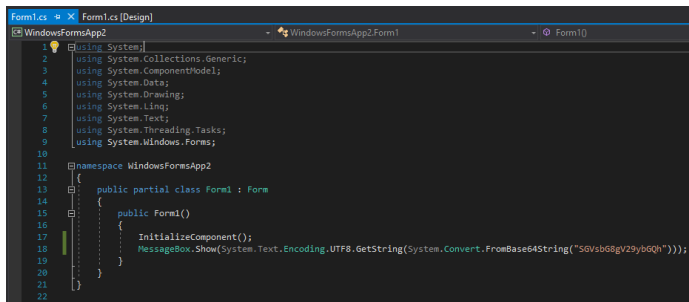 Form1.cs Form1.cs [Design]
WindowsFormsApp2 WindowsFormsApp2.Form1 Form1()
1 using System;
2 using System.Collections.Generic;
3 using System.ComponentModel;
4 using System.Data;
5 using System.Drawing;
6 using System.Linq;
7 using System.Text;
8 using System.Threading.Tasks;
9 using System.Windows.Forms;
10
11 namespace WindowsFormsApp2
12 {
13 public partial class Form1 : Form
14 {
15 public Form1()
16 {
17 InitializeComponent();
18 MessageBox.Show(System.Text.Encoding.UTF8.GetString(System.Convert.FromBase64String("SGVsbG8gV29ybGQh")));
19 }
20 }
21 }
22